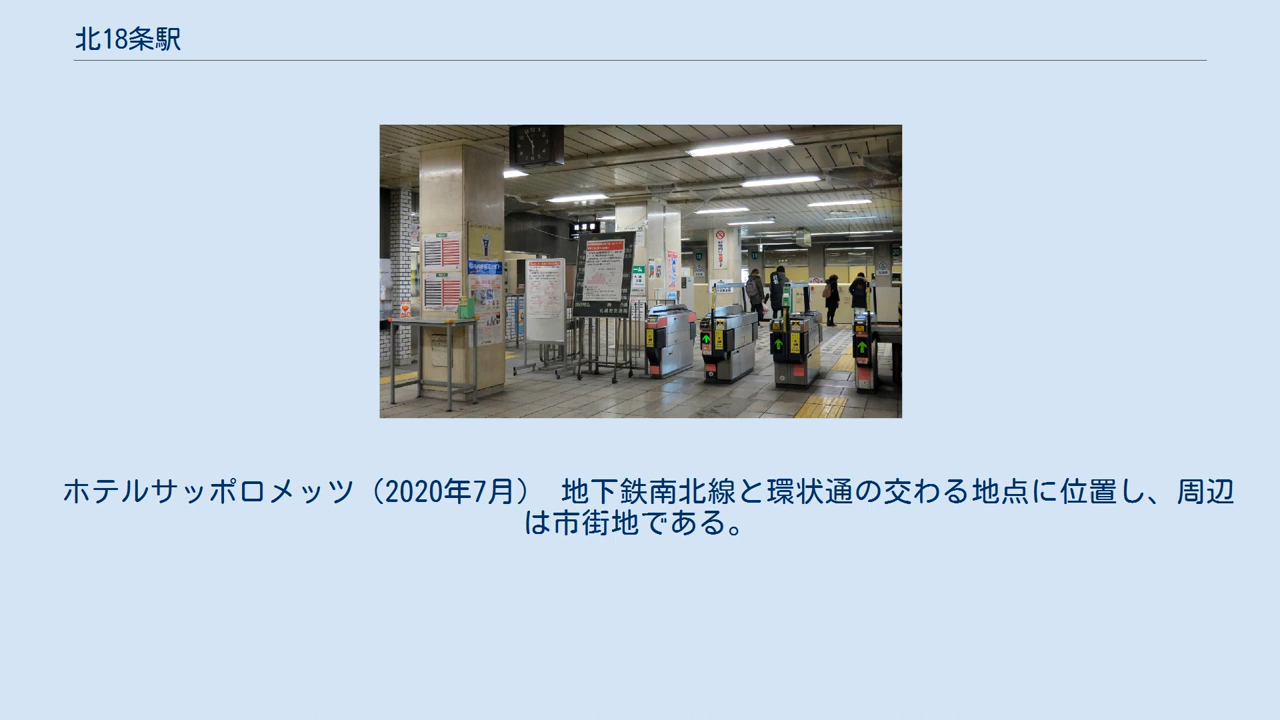 北18条駅
ホテルサッポロメッツ（2020年7月）　地下鉄南北線と環状通の交わる地点に位置し、周辺
は市街地である。